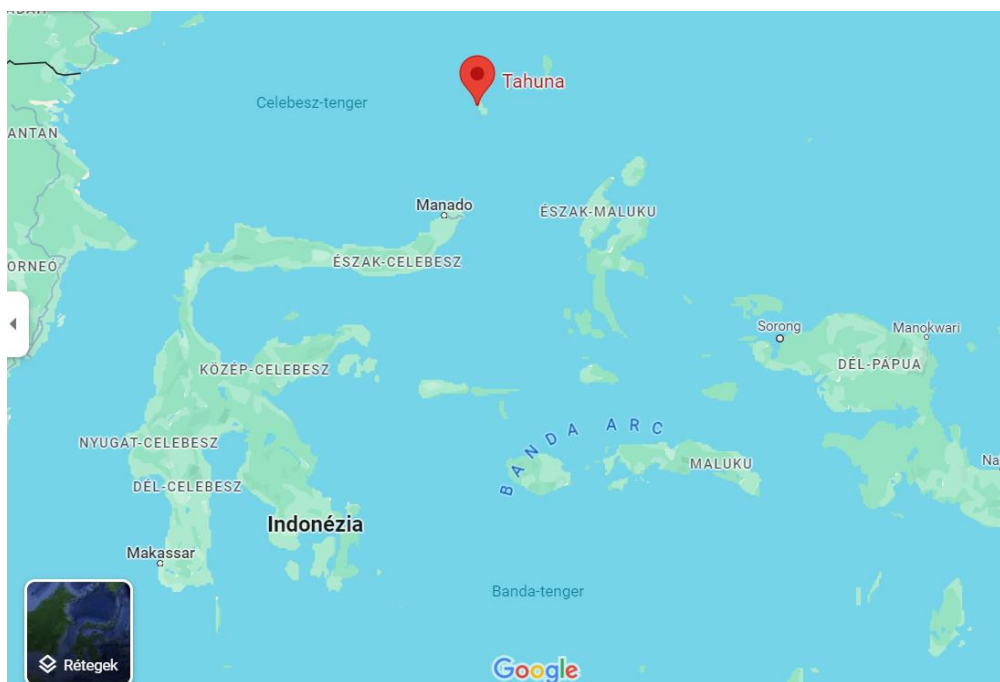 Tahuna
Celebesz-tenger
ANTAN
Manado
ÉSZAK-MALUKU
ÉSZAK-CELEBESZ
ORNEÓ
Sorong
Manokwari
KÖZÉP-CELEBESZ
DÉL-PÁPUA
BANDA ARC
NYUGAT-CELEBESZ
MALUKU
Na
DÉL-CELEBESZ
Indonézia
Makassar
Banda-tenger
Rétegek
Google